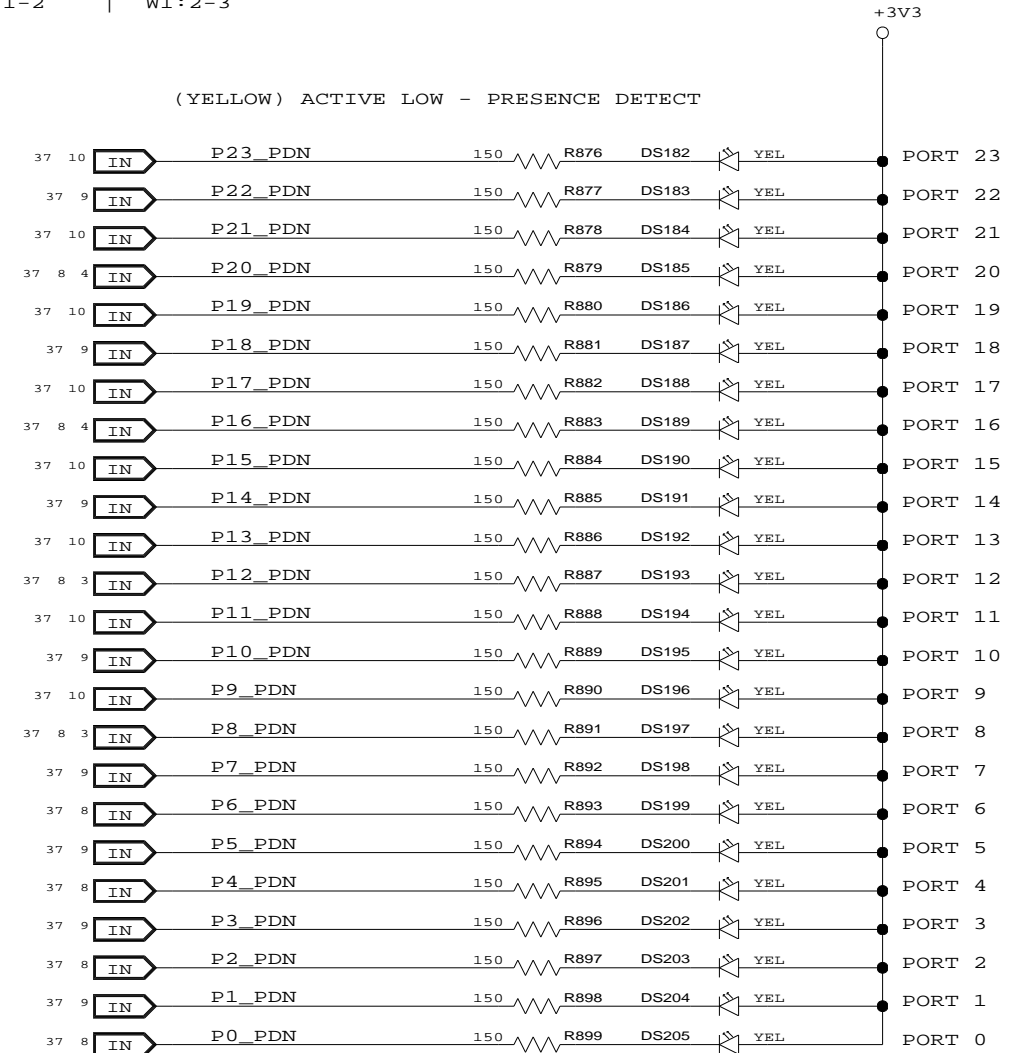 1-2 | W1:2-3
+3V3
(YELLOW) ACTIVE LOW - PRESENCE DETECT
37 10 IN P23_PDN 150 R876 DS182 YEL PORT 23
37 9 IN P22_PDN 150 R877 DS183 YEL PORT 22
37 10 IN P21_PDN 150 R878 DS184 YEL PORT 21
37 8 4 IN P20_PDN 150 R879 DS185 YEL PORT 20
37 10 IN P19_PDN 150 R880 DS186 YEL PORT 19
37 9 IN P18_PDN 150 R881 DS187 YEL PORT 18
37 10 IN P17_PDN 150 R882 DS188 YEL PORT 17
37 8 4 IN P16_PDN 150 R883 DS189 YEL PORT 16
37 10 IN P15_PDN 150 R884 DS190 YEL PORT 15
37 9 IN P14_PDN 150 R885 DS191 YEL PORT 14
37 10 IN P13_PDN 150 R886 DS192 YEL PORT 13
37 8 3 IN P12_PDN 150 R887 DS193 YEL PORT 12
37 10 IN P11_PDN 150 R888 DS194 YEL PORT 11
37 9 IN P10_PDN 150 R889 DS195 YEL PORT 10
37 10 IN P9_PDN 150 R890 DS196 YEL PORT 9
37 8 3 IN P8_PDN 150 R891 DS197 YEL PORT 8
37 9 IN P7_PDN 150 R892 DS198 YEL PORT 7
37 8 IN P6_PDN 150 R893 DS199 YEL PORT 6
37 9 IN P5_PDN 150 R894 DS200 YEL PORT 5
37 8 IN P4_PDN 150 R895 DS201 YEL PORT 4
37 9 IN P3_PDN 150 R896 DS202 YEL PORT 3
37 8 IN P2_PDN 150 R897 DS203 YEL PORT 2
37 9 IN P1_PDN 150 R898 DS204 YEL PORT 1
37 8 IN P0_PDN 150 R899 DS205 YEL PORT 0